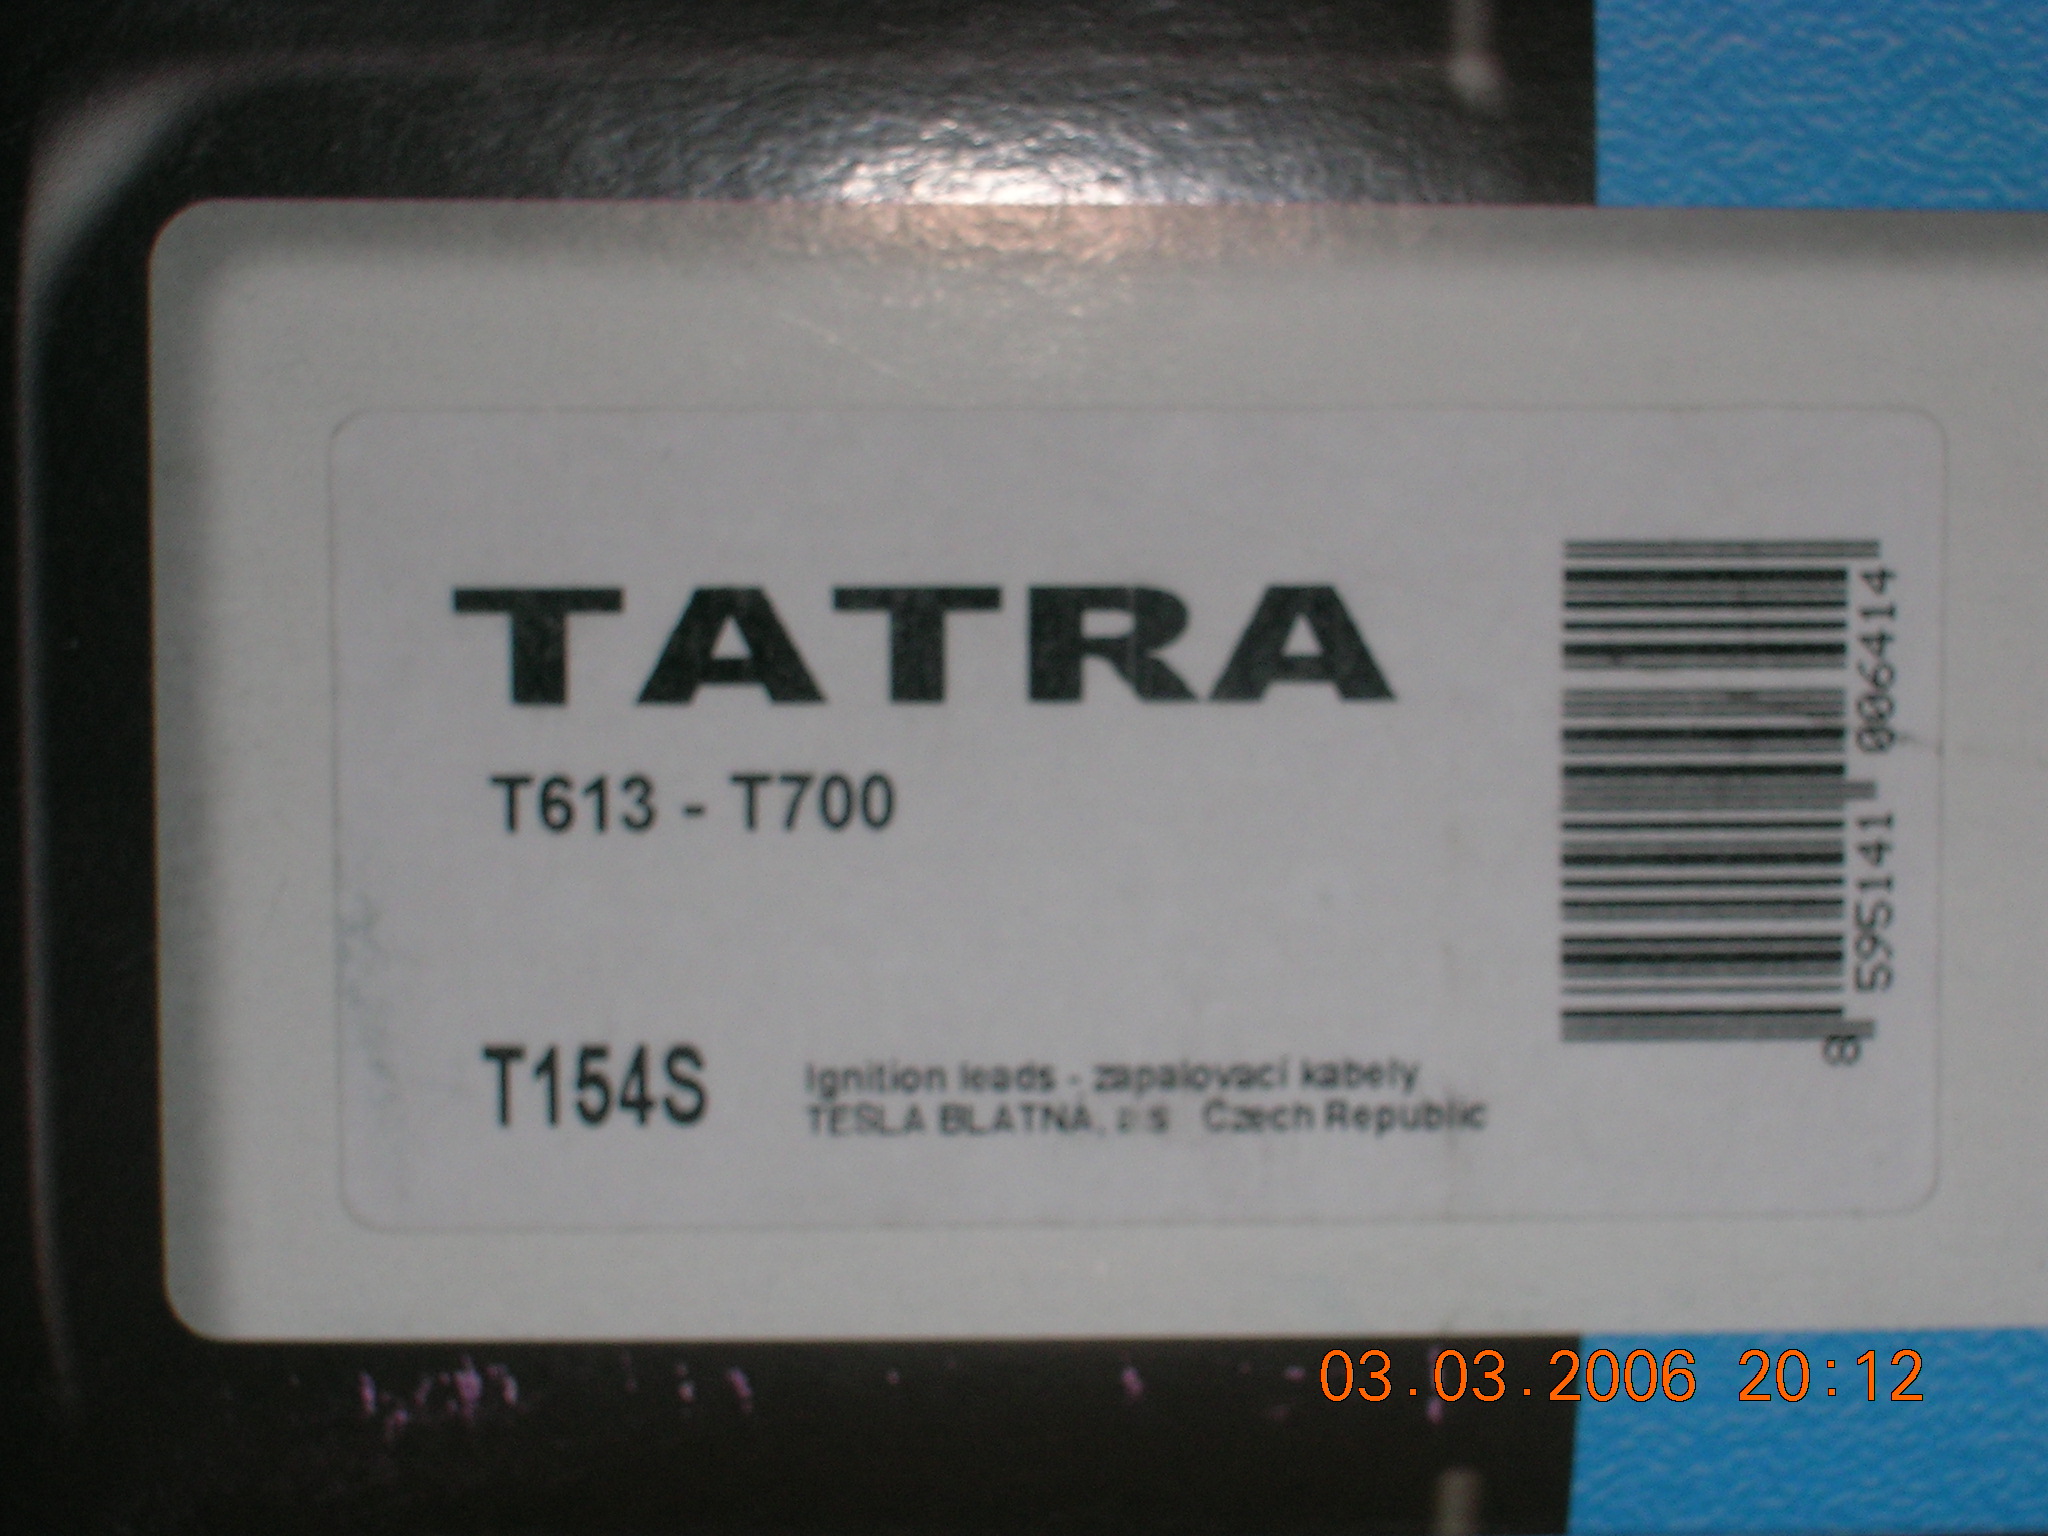 TATRA
T613 - T700
T154S
Ignition leads - zapalovací kabely
TESLA BLATNÁ, Czech Republic
8 595141 006414
03.03.2006 20:12